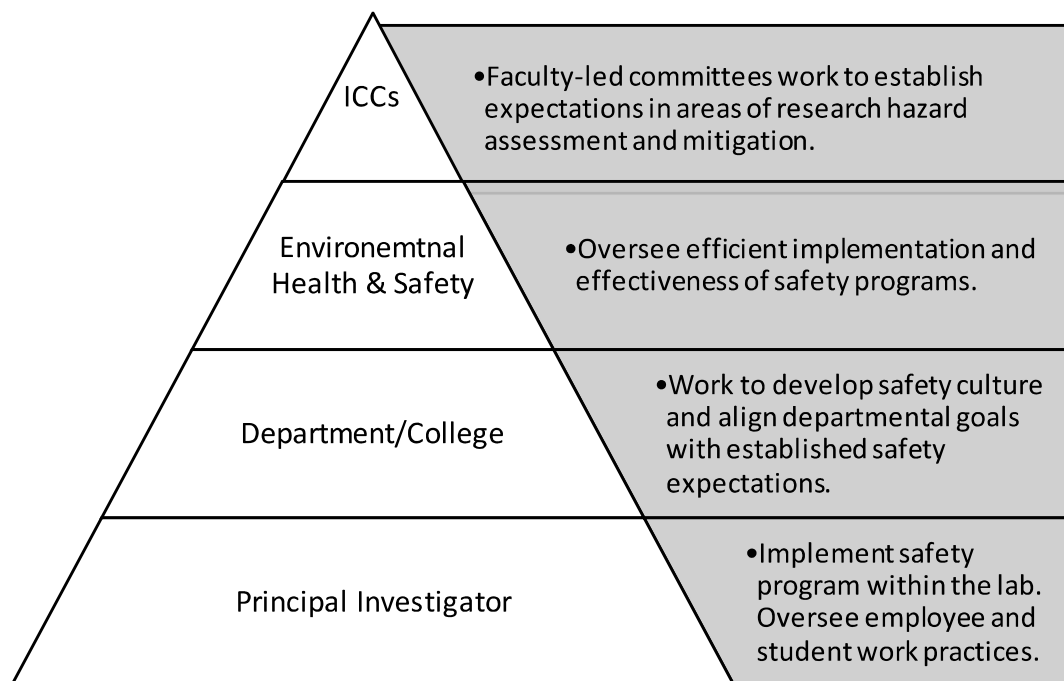 ICCs
•Faculty-led committees work to establish
expectations in areas of research hazard
assessment and mitigation.
Environemtnal
Health & Safety
•Oversee efficient implementation and
effectiveness of safety programs.
Department/College
•Work to develop safety culture
and align departmental goals
with established safety
expectations.
Principal Investigator
•Implement safety
program within the lab.
Oversee employee and
student work practices.